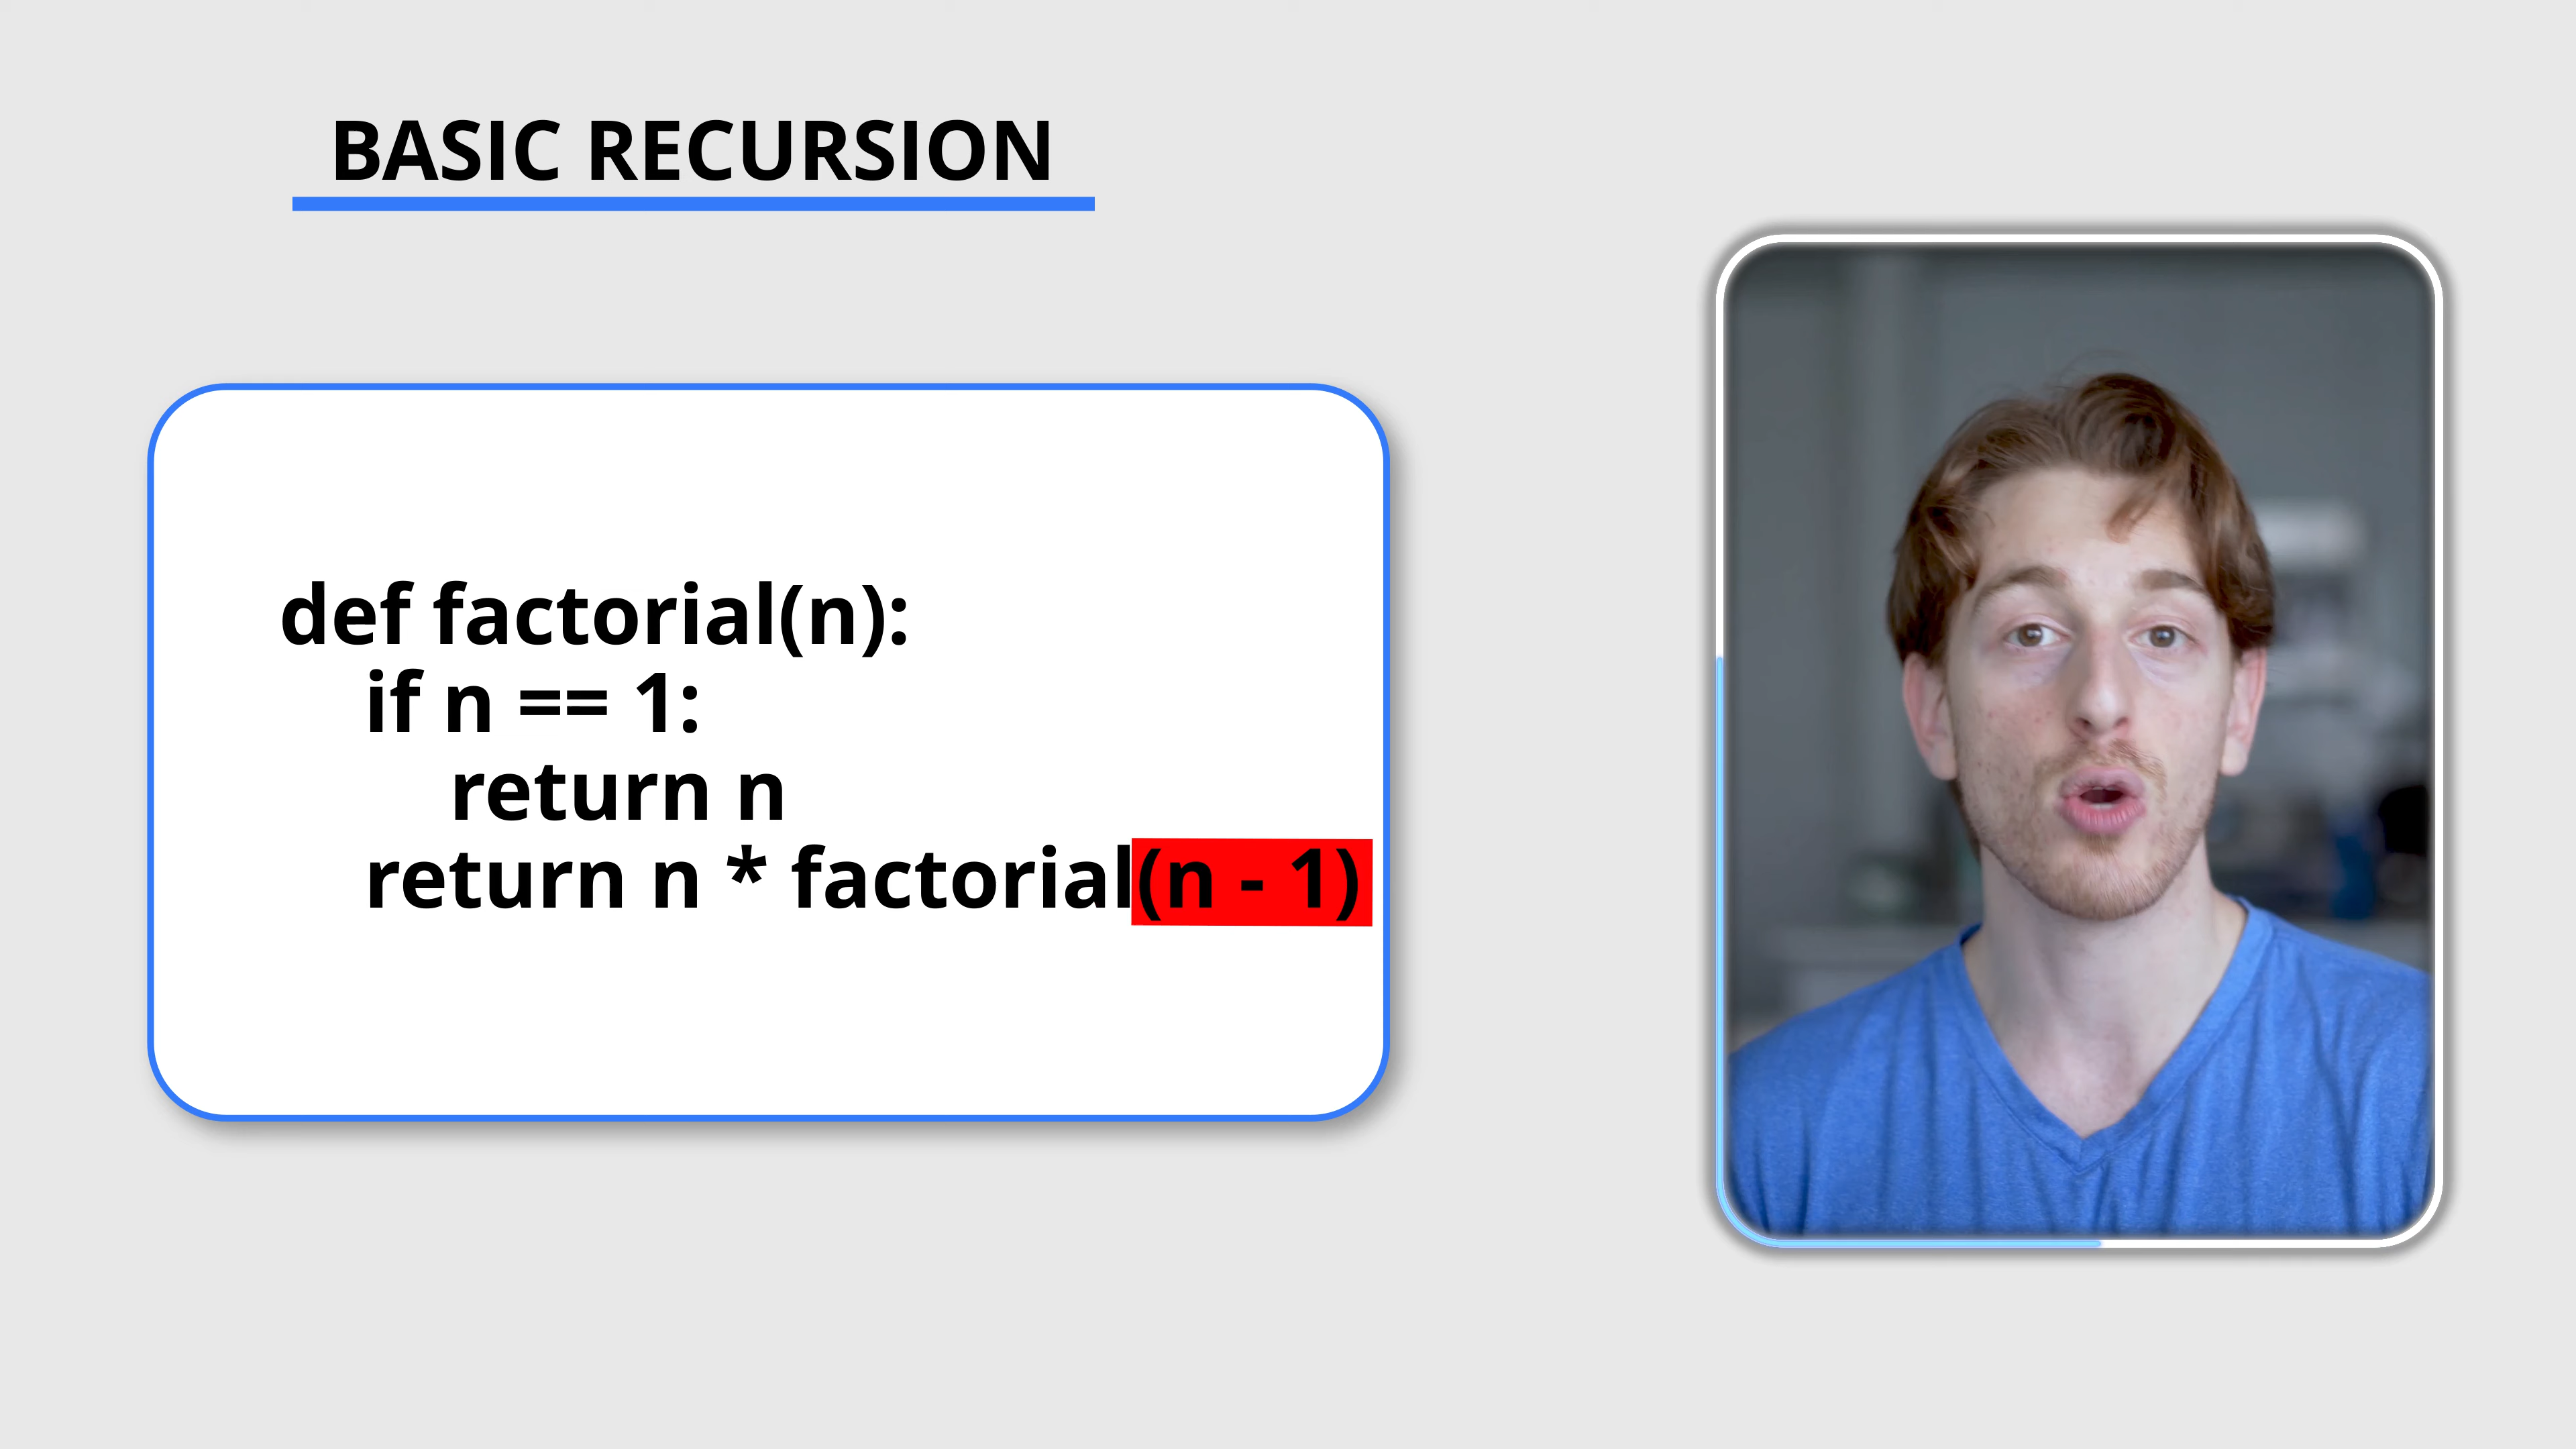 BASIC RECURSION
def factorial(n):
if n == 1:
return n
return n * factorial(n - 1)